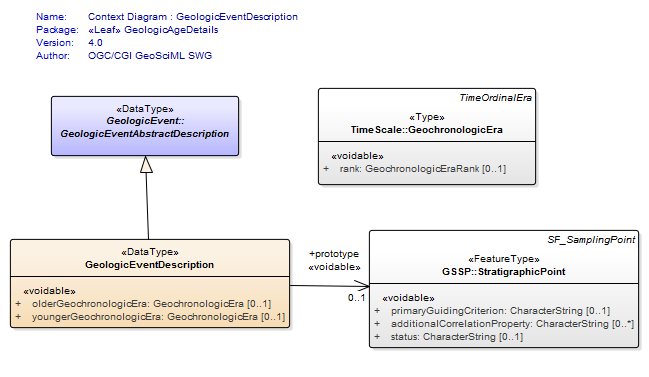 Name: Context Diagram : GeologicEventDescription
Package: «Leaf» GeologicAgeDetails
Version: 4.0
Author: OGC/CGI GeoSciML SWG
«DataType»
GeologicEvent::
GeologicEventAbstractDescription
TimeOrdinalEra
«Type»
TimeScale::GeochronologicEra
«voidable»
+ rank: GeochronologicEraRank [0..1]
«DataType»
GeologicEventDescription
«voidable»
+ olderGeochronologicEra: GeochronologicEra [0..1]
+ youngerGeochronologicEra: GeochronologicEra [0..1]
+prototype
«voidable»
0..1
SF_SamplingPoint
«FeatureType»
GSSP::StratigraphicPoint
«voidable»
+ primaryGuidingCriterion: CharacterString [0..1]
+ additionalCorrelationProperty: CharacterString [0..*]
+ status: CharacterString [0..1]